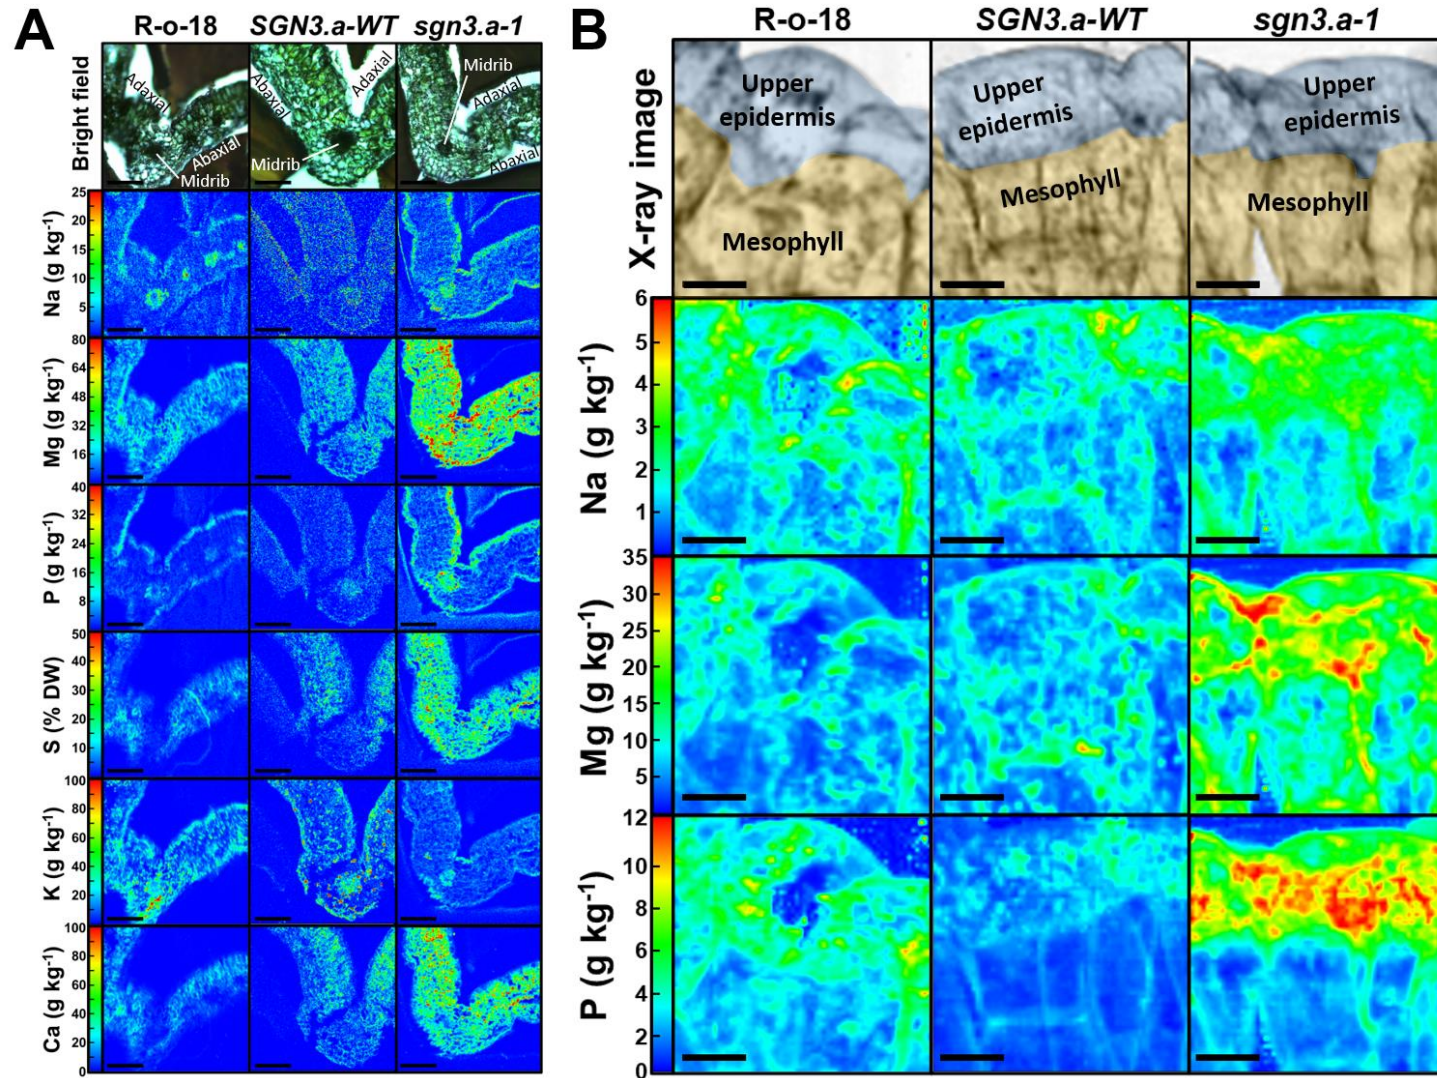 A
R-o-18
SGN3.a-WT
sgn3.a-1
Bright field
Adaxial
Abaxial
Midrib
Abaxial
Adaxial
Midrib
Midrib
Adaxial
Abaxial
Na (g kg⁻¹)
25
20
15
10
5
Mg (g kg⁻¹)
80
64
48
32
16
P (g kg⁻¹)
40
32
24
16
8
S (% DW)
50
40
30
20
10
K (g kg⁻¹)
100
80
60
40
20
Ca (g kg⁻¹)
100
80
60
40
20
0
B
R-o-18
SGN3.a-WT
sgn3.a-1
X-ray image
Upper
epidermis
Mesophyll
Upper
epidermis
Mesophyll
Upper
epidermis
Mesophyll
Na (g kg⁻¹)
6
5
4
3
2
1
Mg (g kg⁻¹)
35
30
25
20
15
10
5
P (g kg⁻¹)
12
10
8
6
4
2
0